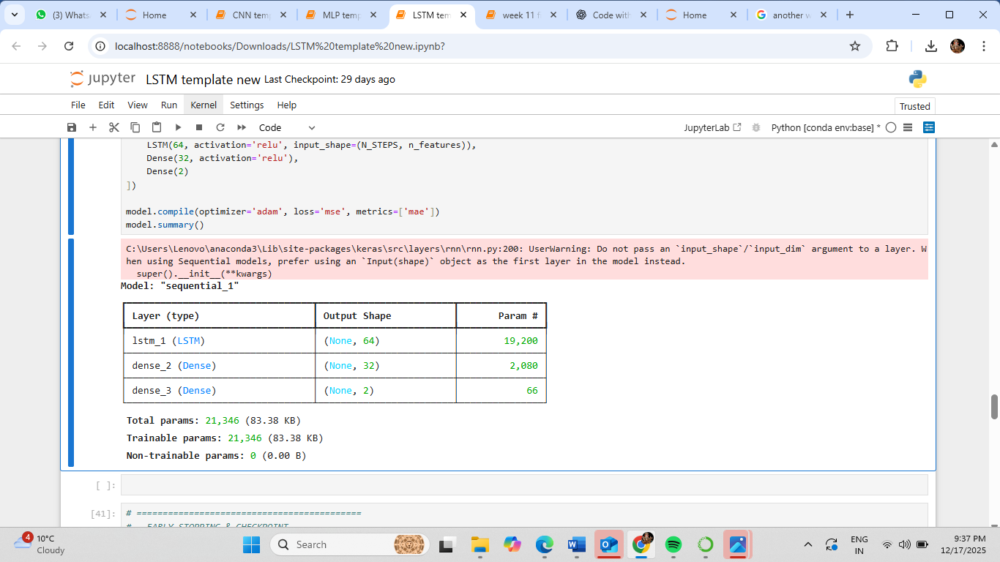 (3) Whats
Home
CNN tem
MLP temp
LSTM tem
week 11 f
Code with
Home
another w
localhost:8888/notebooks/Downloads/LSTM%20template%20new.ipynb?
jupyter LSTM template new Last Checkpoint: 29 days ago
File Edit View Run Kernel Settings Help
Trusted
Code
JupyterLab
Python [conda env:base] *
LSTM(64, activation='relu', input_shape=(N_STEPS, n_features)),
Dense(32, activation='relu'),
Dense(2)
])
model.compile(optimizer='adam', loss='mse', metrics=['mae'])
model.summary()
C:\Users\Lenovo\anaconda3\Lib\site-packages\keras\src\layers\rnn\rnn.py:200: UserWarning: Do not pass an `input_shape`/`input_dim` argument to a layer. W
hen using Sequential models, prefer using an `Input(shape)` object as the first layer in the model instead.
super().__init__(**kwargs)
Model: "sequential_1"
Layer (type) Output Shape Param #
lstm_1 (LSTM) (None, 64) 19,200
dense_2 (Dense) (None, 32) 2,080
dense_3 (Dense) (None, 2) 66
Total params: 21,346 (83.38 KB)
Trainable params: 21,346 (83.38 KB)
Non-trainable params: 0 (0.00 B)
[ ]:
[41]: # ===========================================
# EARLY STOPPING & CHECKPOINT
4
10°C
Cloudy
Search
ENG
IN
9:37 PM
12/17/2025